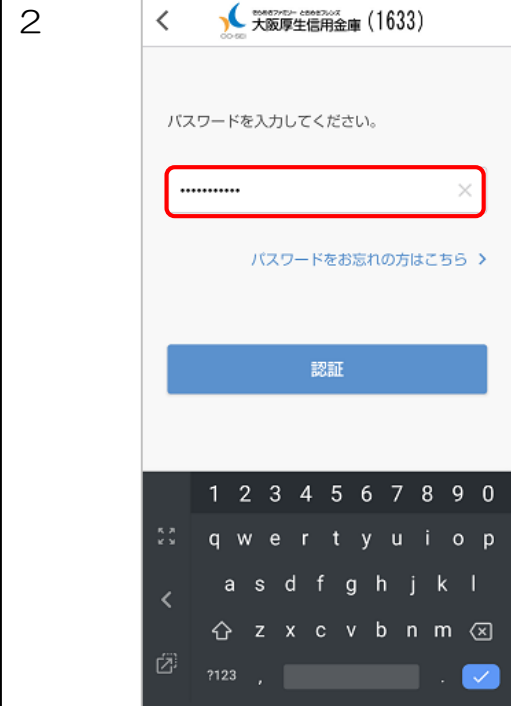 2
大阪厚生信用金庫 (1633)
CO-SEI
パスワードを入力してください。
•••••••••••
パスワードをお忘れの方はこちら
認証
1 2 3 4 5 6 7 8 9 0
q w e r t y u i o p
a s d f g h j k l
z x c v b n m
?123 , .